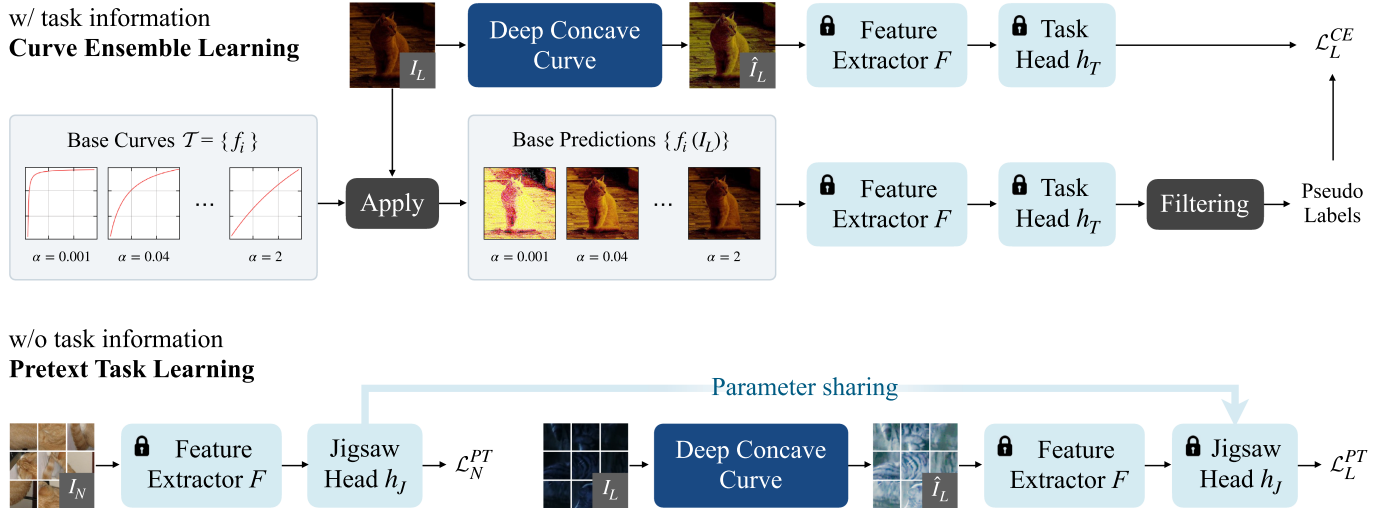 w/ task information
Curve Ensemble Learning
I_L
Deep Concave
Curve
Î_L
Feature
Extractor F
Task
Head h_T
ℒ_L^{CE}
Base Curves 𝒯 = { f_i }
α = 0.001
α = 0.04
...
α = 2
Apply
Base Predictions { f_i (I_L)}
α = 0.001
α = 0.04
...
α = 2
Feature
Extractor F
Task
Head h_T
Filtering
Pseudo
Labels
w/o task information
Pretext Task Learning
Parameter sharing
I_N
Feature
Extractor F
Jigsaw
Head h_J
ℒ_N^{PT}
I_L
Deep Concave
Curve
Î_L
Feature
Extractor F
Jigsaw
Head h_J
ℒ_L^{PT}